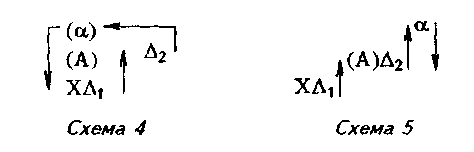 (α)
(A) Δ₂
XΔ₁
Схема 4
α
(A)Δ₂
XΔ₁
Схема 5